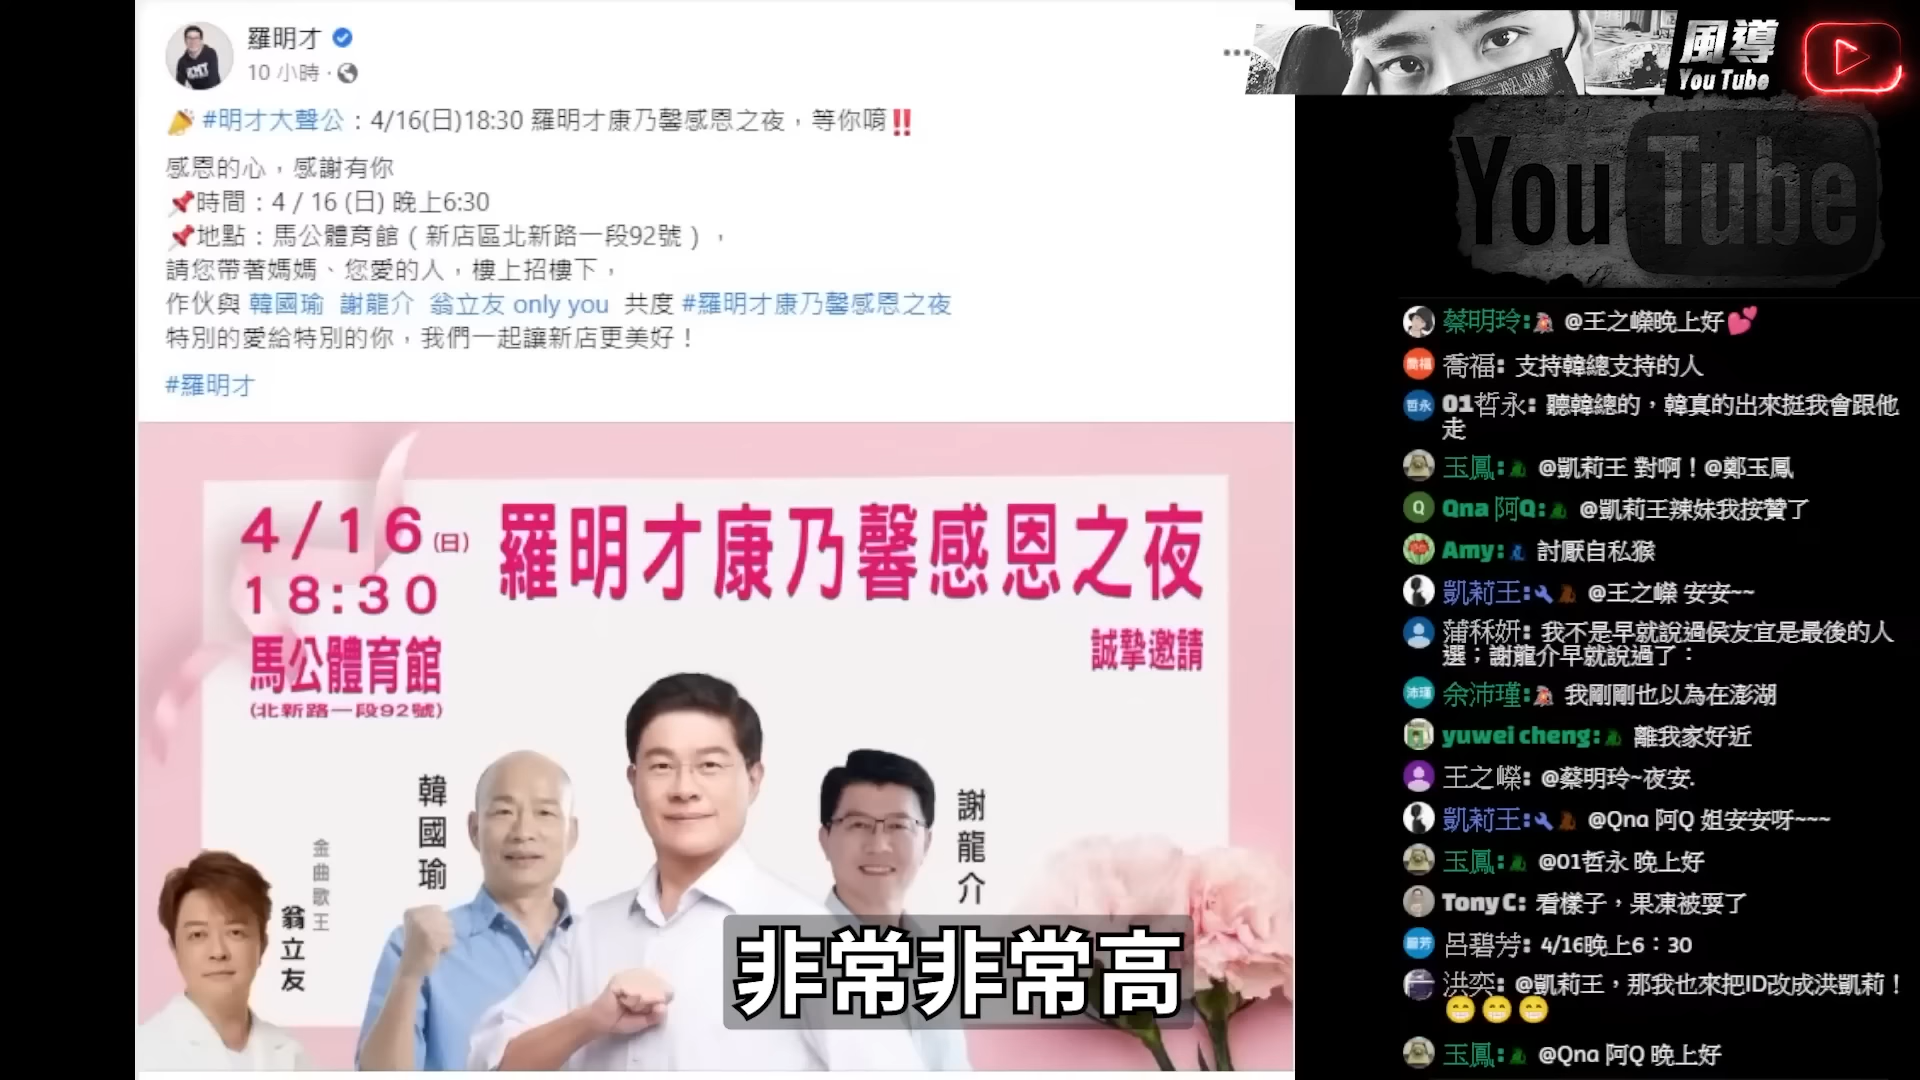 羅明才
10 小時
#明才大聲公：4/16(日)18:30 羅明才康乃馨感恩之夜，等你唷‼
感恩的心，感謝有你
📌時間：4 / 16 (日) 晚上6:30
📌地點：馬公體育館（新店區北新路一段92號），
請您帶著媽媽、您愛的人，樓上招樓下，
作伙與 韓國瑜 謝龍介 翁立友 only you 共度 #羅明才康乃馨感恩之夜
特別的愛給特別的你，我們一起讓新店更美好！
#羅明才
4/16(日)
18:30
馬公體育館
(北新路一段92號)
羅明才康乃馨感恩之夜
誠摯邀請
韓國瑜
謝龍介
金曲歌王
翁立友
KMT
非常非常高
風導
You Tube
2021.04.04
YouTube
蔡明玲: @王之嶸晚上好💕
喬福: 支持韓總支持的人
01哲永: 聽韓總的，韓真的出來挺我會跟他
走
玉鳳: @凱莉王 對啊！@鄭玉鳳
Qna 阿Q: @凱莉王辣妹我按贊了
Amy: 討厭自私猴
凱莉王: @王之嶸 安安~~
蒲秝妍: 我不是早就說過侯友宜是最後的人
選；謝龍介早就說過了：
余沛瑾: 我剛剛也以為在澎湖
yuwei cheng: 離我家好近
王之嶸: @蔡明玲~夜安.
凱莉王: @Qna 阿Q 姐安安呀~~~
玉鳳: @01哲永 晚上好
Tony C: 看樣子，果凍被耍了
呂碧芳: 4/16晚上6：30
洪奕: @凱莉王，那我也來把ID改成洪凱莉！
😁😁😁
玉鳳: @Qna 阿Q 晚上好